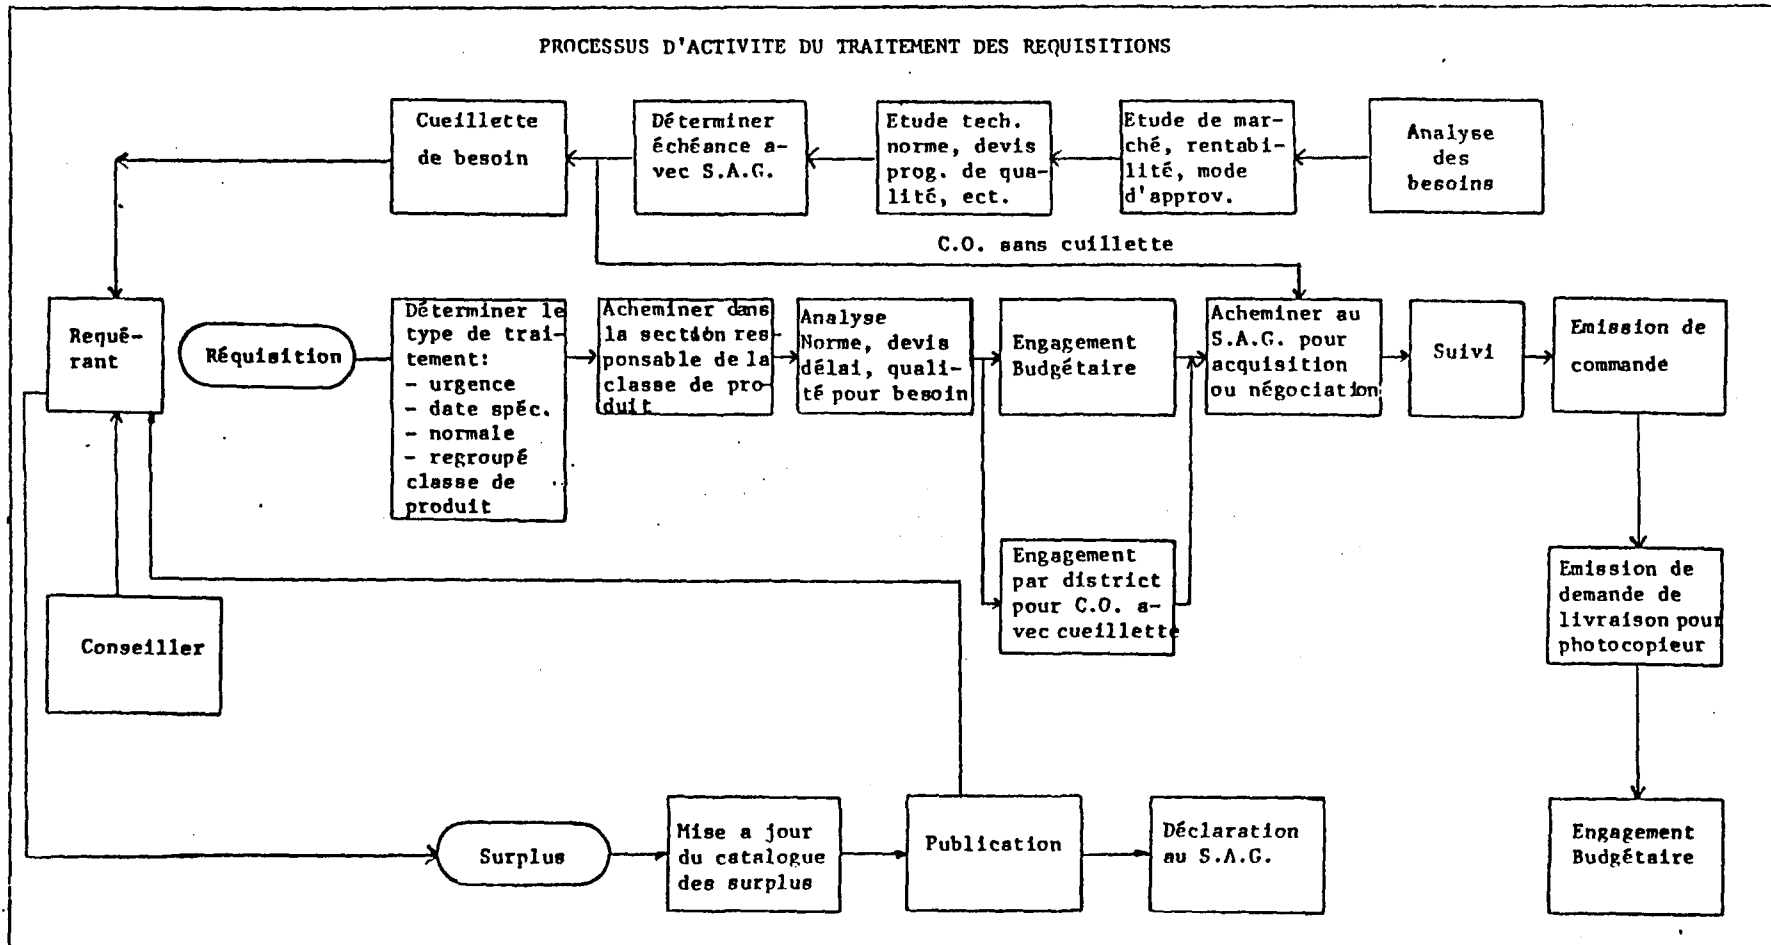 PROCESSUS D'ACTIVITE DU TRAITEMENT DES REQUISITIONS
Cueillette
de besoin
Déterminer
échéance a-
vec S.A.G.
Etude tech.
norme, devis
prog. de qua-
lité, ect.
Etude de mar-
ché, rentabi-
lité, mode
d'approv.
Analyse
des
besoins
C.O. sans cuillette
Requé-
rant
Réquisition
Déterminer le
type de trai-
tement:
- urgence
- date spéc.
- normale
- regroupé
classe de
produit
Acheminer dans
la section res-
ponsable de la
classe de pro-
duit
Analyse
Norme, devis
délai, quali-
té pour besoin
Engagement
Budgétaire
Acheminer au
S.A.G. pour
acquisition
ou négociation
Suivi
Emission de
commande
Engagement
par district
pour C.O. a-
vec cueillette
Emission de
demande de
livraison pour
photocopieur
Conseiller
Surplus
Mise a jour
du catalogue
des surplus
Publication
Déclaration
au S.A.G.
Engagement
Budgétaire